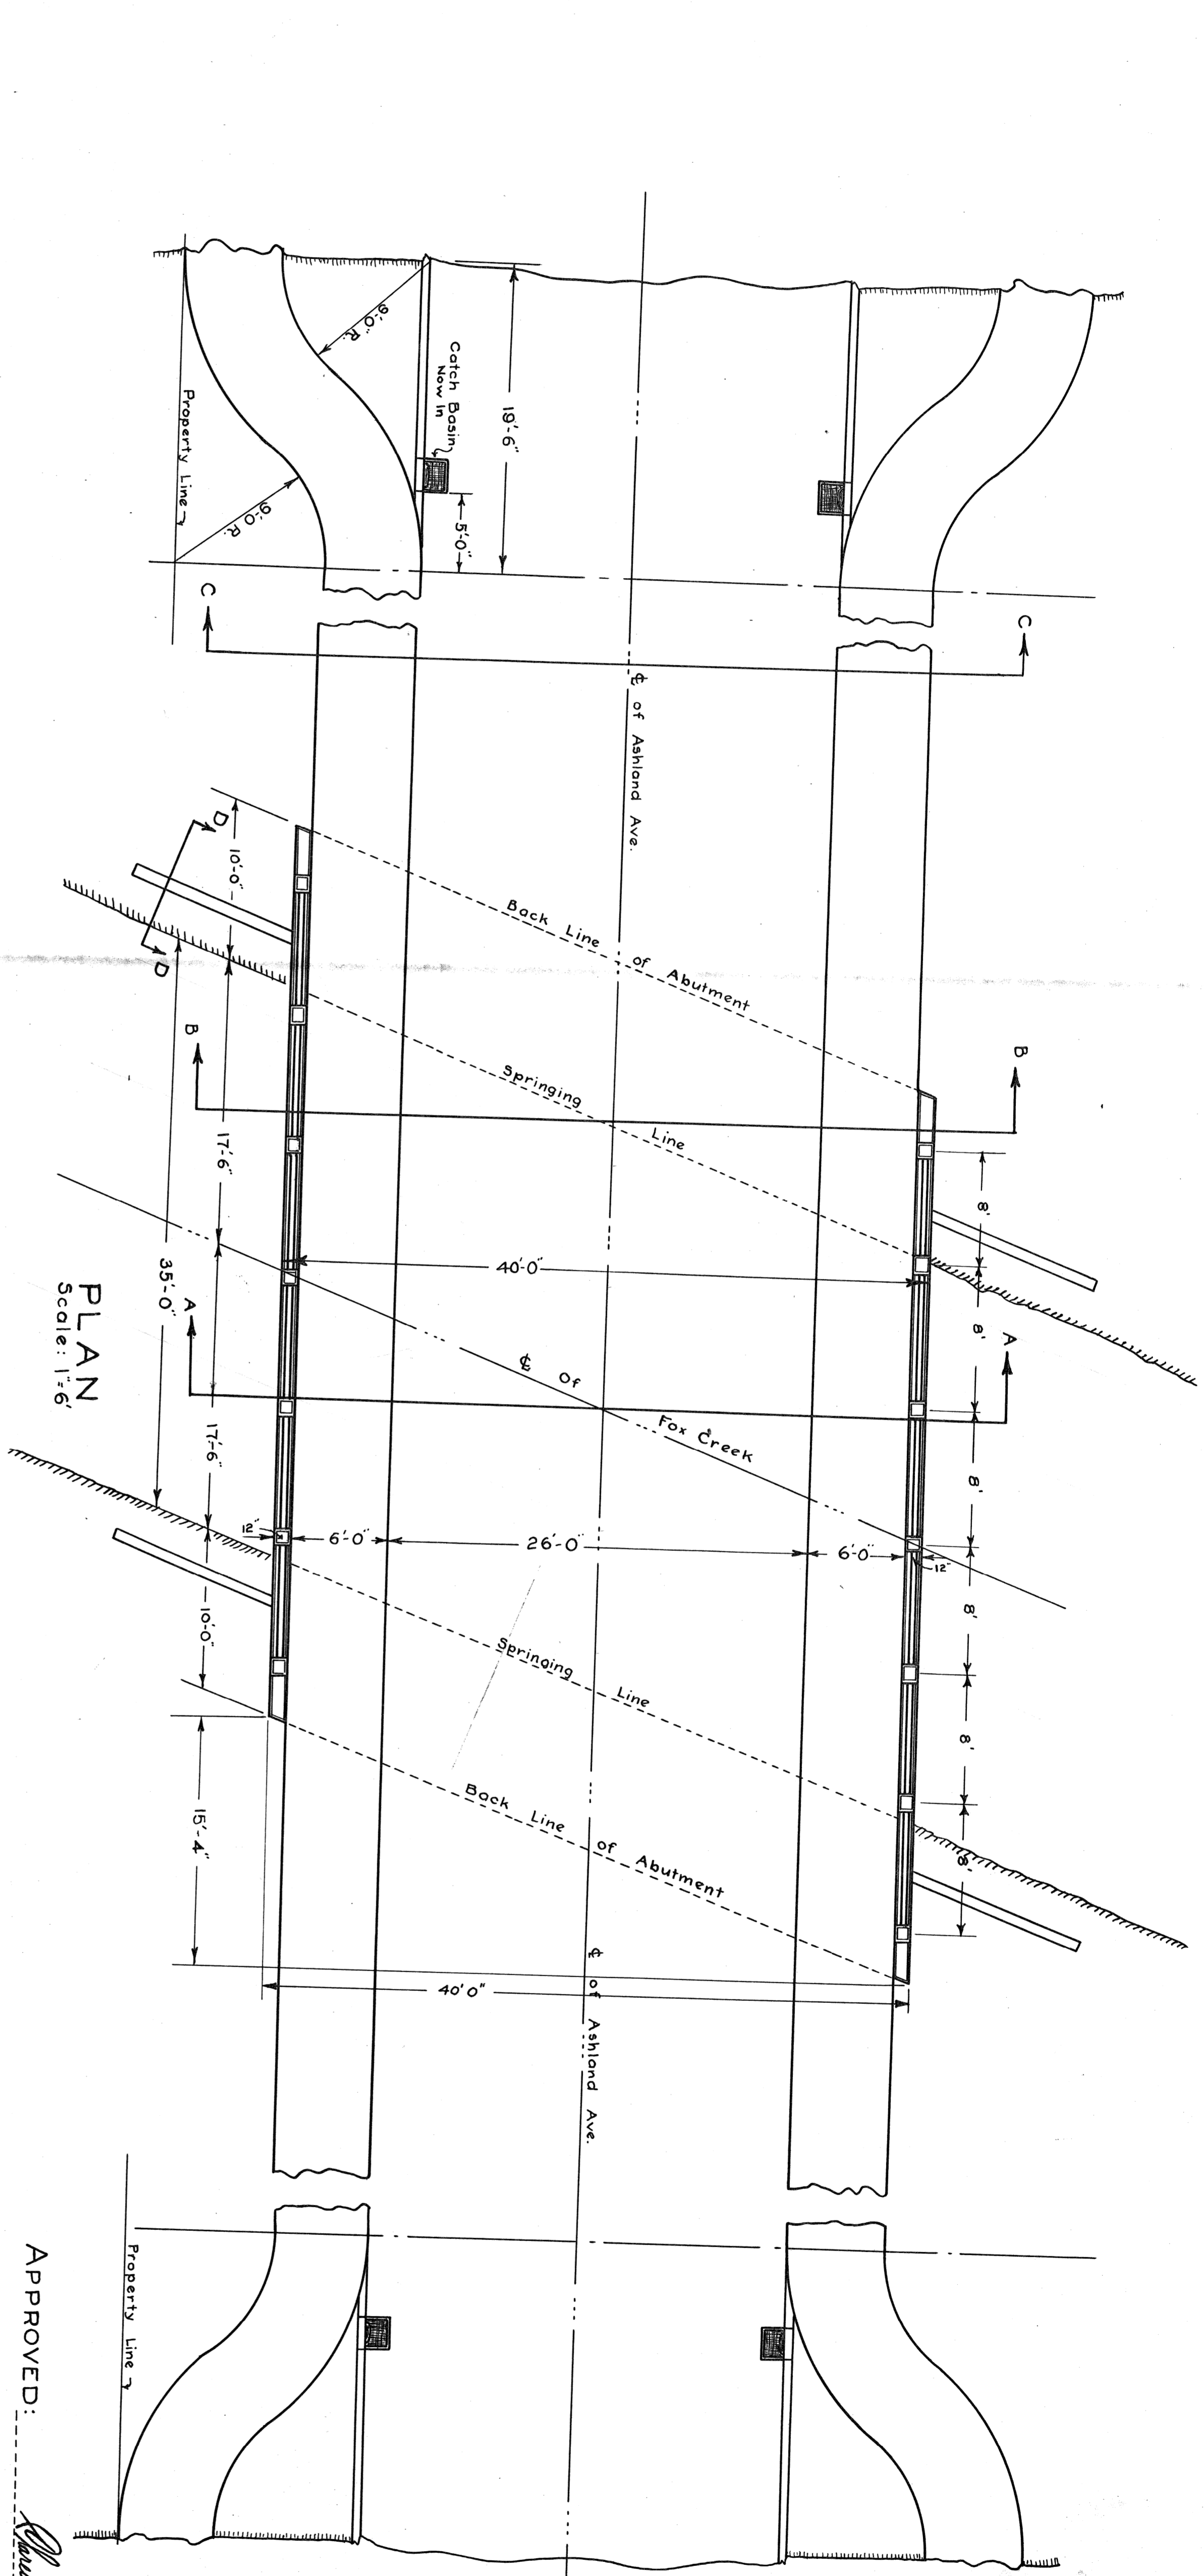 9'-0" R.
Catch Basin
Now In
19'-6"
Property Line
9'-0 R.
5'-0"
C
C
℄ of Ashland Ave.
D
10'-0"
Back Line of Abutment
D
B
B
Springing Line
17'-6"
8'
40'-0"
35'-0"
PLAN
Scale: 1"=6'
A
A
8'
℄ Of Fox Creek
17'-6"
8'
12"
6'-0"
26'-0"
6'-0"
12"
8'
10'-0"
Springing Line
8'
15'-4"
Back Line of Abutment
8'
40'0"
℄ of Ashland Ave.
Property Line
APPROVED: